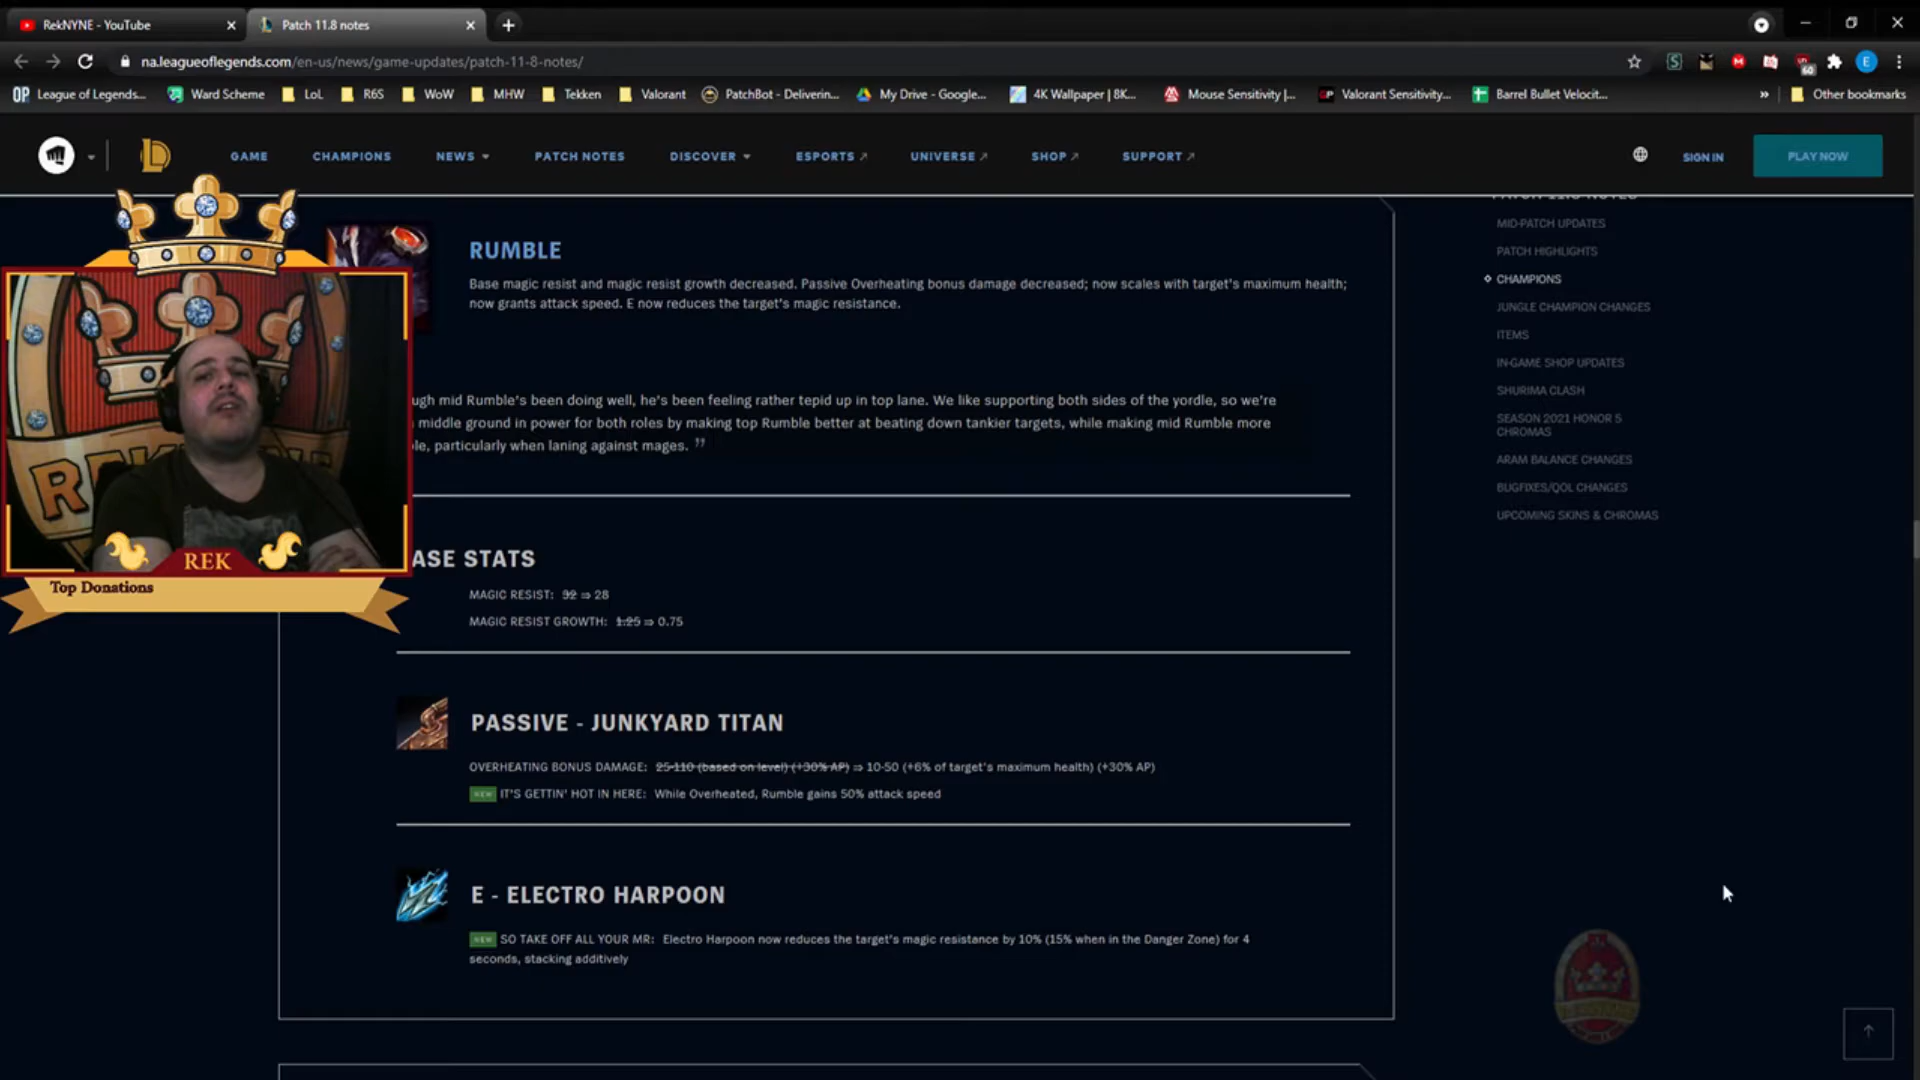 RekNYNE - YouTube
Patch 11.8 notes
na.leagueoflegends.com/en-us/news/game-updates/patch-11-8-notes/
E
60
OP League of Legends...
Ward Scheme
LoL
R6S
WoW
MHW
Tekken
Valorant
PatchBot - Deliverin...
My Drive - Google...
4K Wallpaper | 8K...
Mouse Sensitivity |...
Valorant Sensitivity...
Barrel Bullet Velocit...
»
Other bookmarks
GAME
CHAMPIONS
NEWS
PATCH NOTES
DISCOVER
ESPORTS
UNIVERSE
SHOP
SUPPORT
SIGN IN
PLAY NOW
RUMBLE
Base magic resist and magic resist growth decreased. Passive Overheating bonus damage decreased; now scales with target's maximum health;
now grants attack speed. E now reduces the target's magic resistance.
ugh mid Rumble's been doing well, he's been feeling rather tepid up in top lane. We like supporting both sides of the yordle, so we're
middle ground in power for both roles by making top Rumble better at beating down tankier targets, while making mid Rumble more
le, particularly when laning against mages. ”
ASE STATS
MAGIC RESIST: 32 ⇒ 28
MAGIC RESIST GROWTH: 1.25 ⇒ 0.75
PASSIVE - JUNKYARD TITAN
OVERHEATING BONUS DAMAGE: 25-110 (based on level) (+30% AP) ⇒ 10-50 (+6% of target's maximum health) (+30% AP)
NEW IT'S GETTIN' HOT IN HERE: While Overheated, Rumble gains 50% attack speed
E - ELECTRO HARPOON
NEW SO TAKE OFF ALL YOUR MR: Electro Harpoon now reduces the target's magic resistance by 10% (15% when in the Danger Zone) for 4
seconds, stacking additively
PATCH 11.8 NOTES
MID-PATCH UPDATES
PATCH HIGHLIGHTS
CHAMPIONS
JUNGLE CHAMPION CHANGES
ITEMS
IN-GAME SHOP UPDATES
SHURIMA CLASH
SEASON 2021 HONOR 5
CHROMAS
ARAM BALANCE CHANGES
BUGFIXES/QOL CHANGES
UPCOMING SKINS & CHROMAS
REK
Top Donations